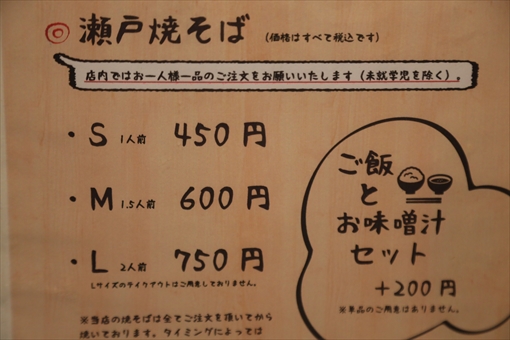 ◎ 瀬戸焼そば (価格はすべて税込です)
店内ではお一人様一品のご注文をお願いいたします(未就学児を除く)。
・S 1人前 450円
・M 1.5人前 600円
・L 2人前 750円
Lサイズのテイクアウトはご用意しておりません。
※当店の焼そばは全てご注文を頂いてから
焼いております。タイミングによっては
ご飯
と
お味噌汁
セット
+200円
※単品のご用意はありません。